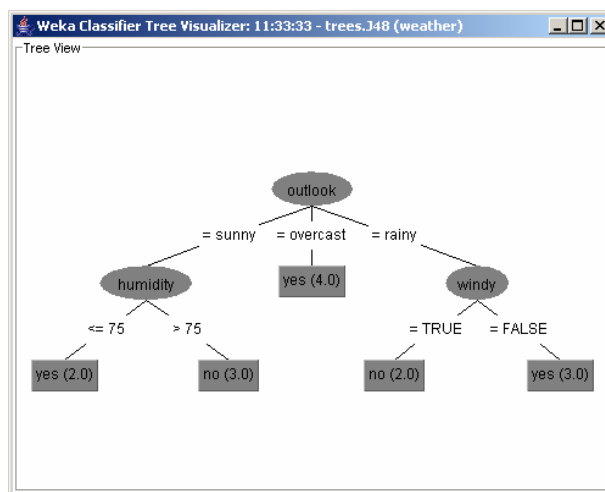 Weka Classifier Tree Visualizer: 11:33:33 - trees.J48 (weather)
Tree View
outlook
= sunny = overcast = rainy
humidity yes (4.0) windy
<= 75 > 75 = TRUE = FALSE
yes (2.0) no (3.0) no (2.0) yes (3.0)